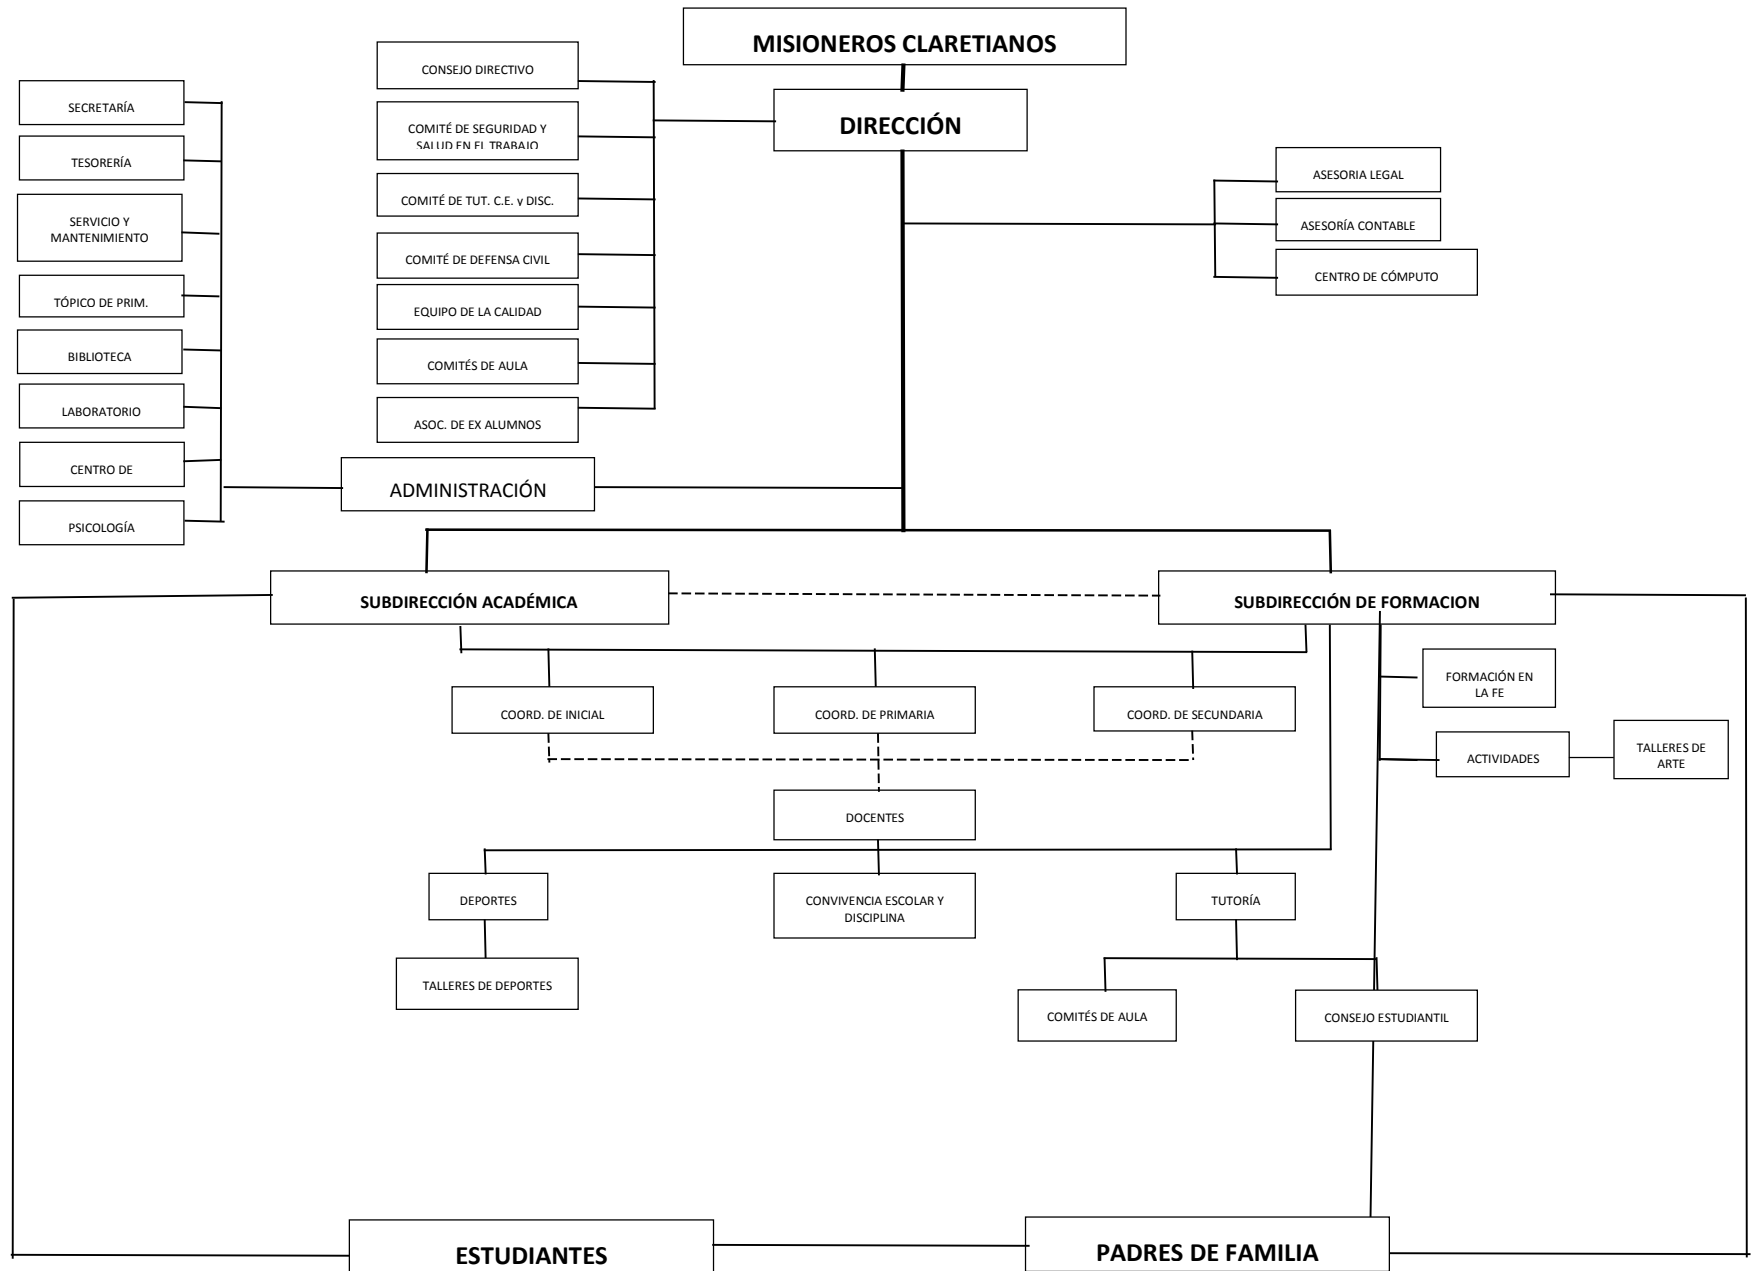 MISIONEROS CLARETIANOS
DIRECCIÓN
CONSEJO DIRECTIVO
COMITÉ DE SEGURIDAD Y
SALUD EN EL TRABAJO
COMITÉ DE TUT. C.E. y DISC.
COMITÉ DE DEFENSA CIVIL
EQUIPO DE LA CALIDAD
COMITÉS DE AULA
ASOC. DE EX ALUMNOS
SECRETARÍA
TESORERÍA
SERVICIO Y
MANTENIMIENTO
TÓPICO DE PRIM.
BIBLIOTECA
LABORATORIO
CENTRO DE
PSICOLOGÍA
ASESORIA LEGAL
ASESORÍA CONTABLE
CENTRO DE CÓMPUTO
ADMINISTRACIÓN
SUBDIRECCIÓN ACADÉMICA
SUBDIRECCIÓN DE FORMACION
COORD. DE INICIAL
COORD. DE PRIMARIA
COORD. DE SECUNDARIA
FORMACIÓN EN
LA FE
ACTIVIDADES
TALLERES DE
ARTE
DOCENTES
DEPORTES
CONVIVENCIA ESCOLAR Y
DISCIPLINA
TUTORÍA
TALLERES DE DEPORTES
COMITÉS DE AULA
CONSEJO ESTUDIANTIL
ESTUDIANTES
PADRES DE FAMILIA